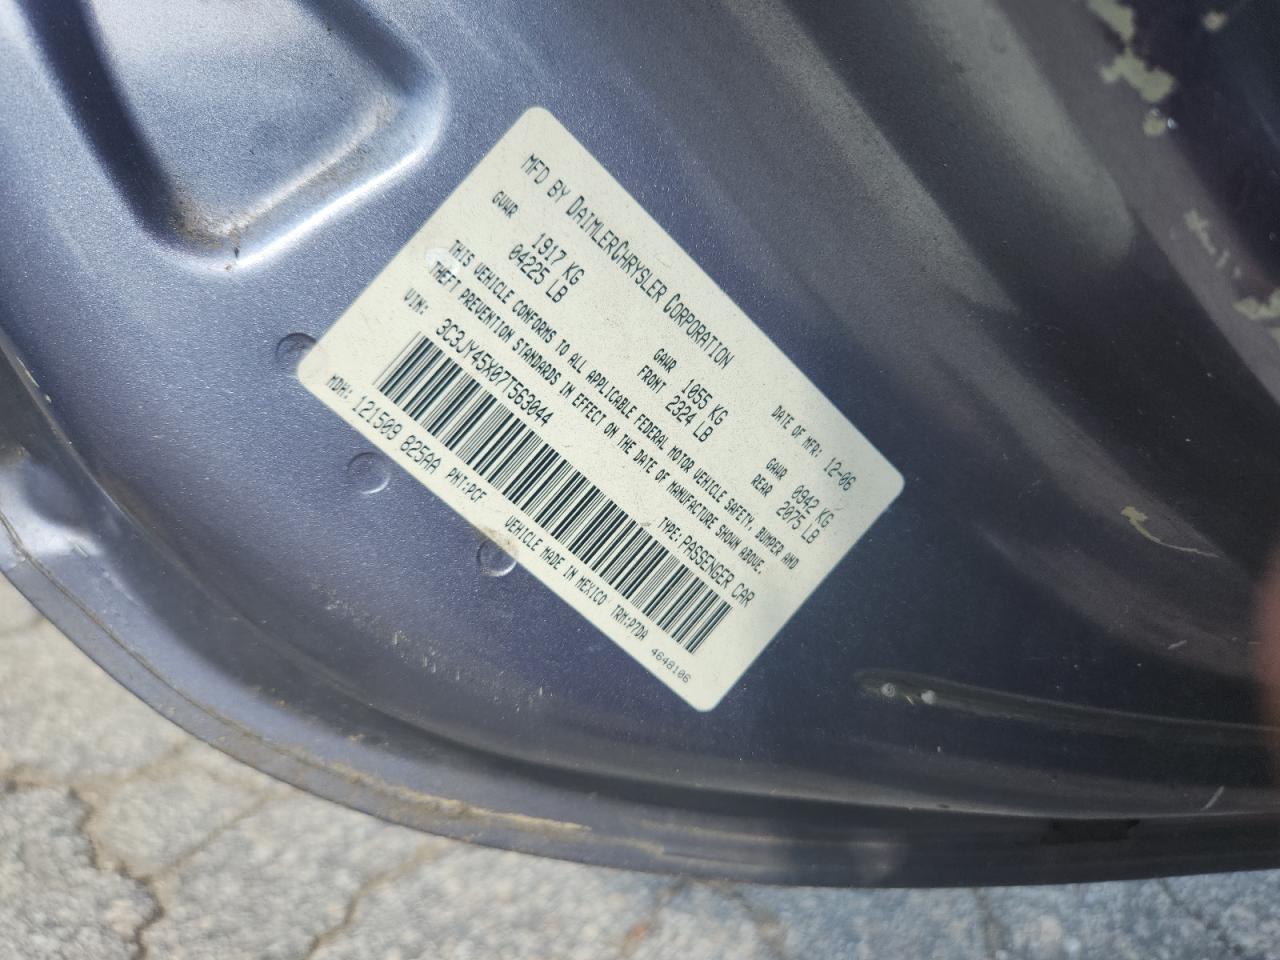 MFD BY DAIMLERCHRYSLER CORPORATION
DATE OF MFR: 12-06
GVWR 1917 KG
04225 LB
GAWR FRONT 1055 KG
2324 LB
GAWR REAR 0942 KG
2075 LB
THIS VEHICLE CONFORMS TO ALL APPLICABLE FEDERAL MOTOR VEHICLE SAFETY, BUMPER AND
THEFT PREVENTION STANDARDS IN EFFECT ON THE DATE OF MANUFACTURE SHOWN ABOVE.
VIN: 3C3JY45X07T563044
TYPE: PASSENGER CAR
MDH: 121509 825AA PNT:PCF
VEHICLE MADE IN MEXICO TRM:P7DA
4648106